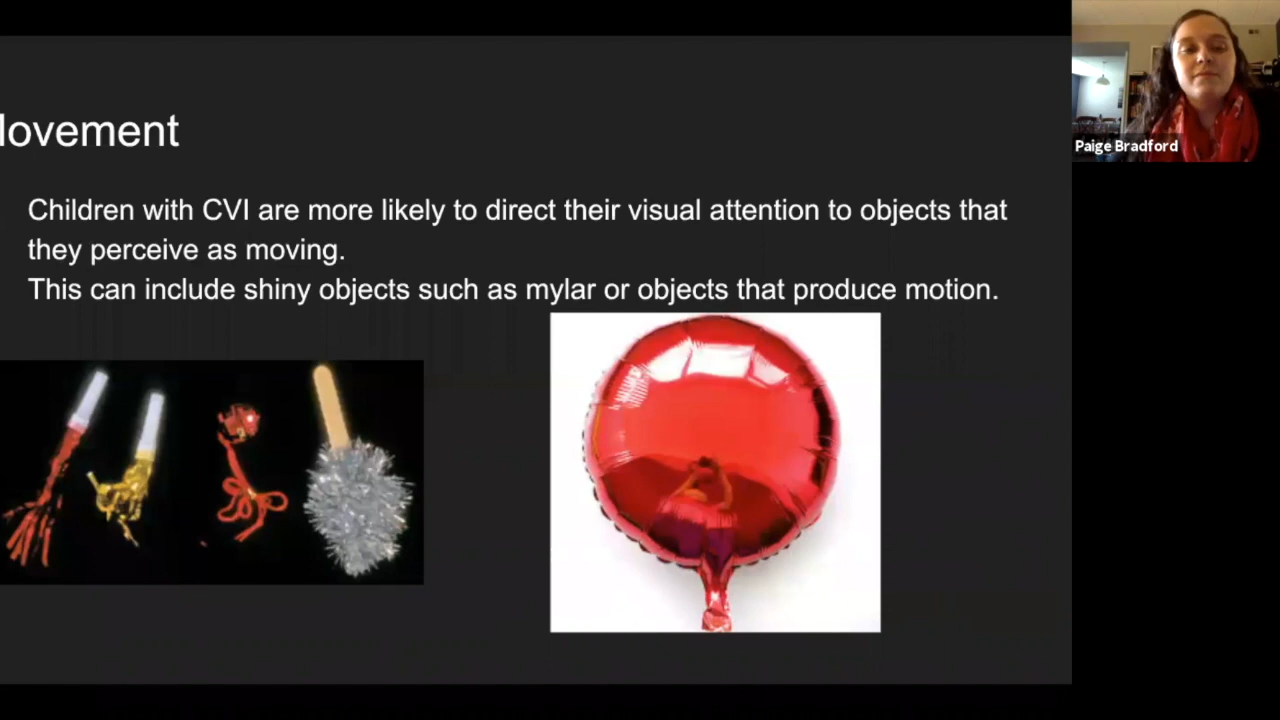 lovement
Paige Bradford
Children with CVI are more likely to direct their visual attention to objects that
they perceive as moving.
This can include shiny objects such as mylar or objects that produce motion.